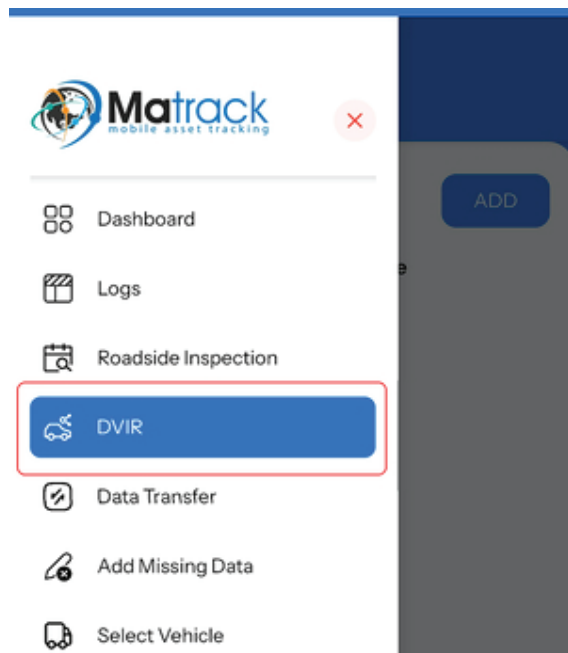 Matrack
mobile asset tracking
ADD
Dashboard
e
Logs
Roadside Inspection
DVIR
Data Transfer
Add Missing Data
Select Vehicle